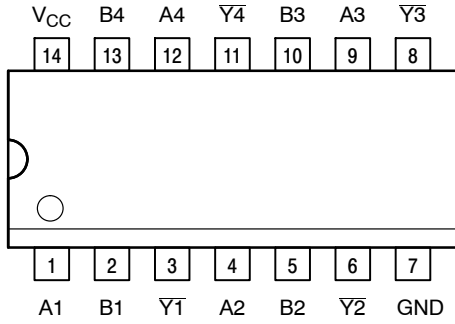 VCC B4 A4 Y4̅ B3 A3 Y3̅
14 13 12 11 10 9 8
1 2 3 4 5 6 7
A1 B1 Y1̅ A2 B2 Y2̅ GND